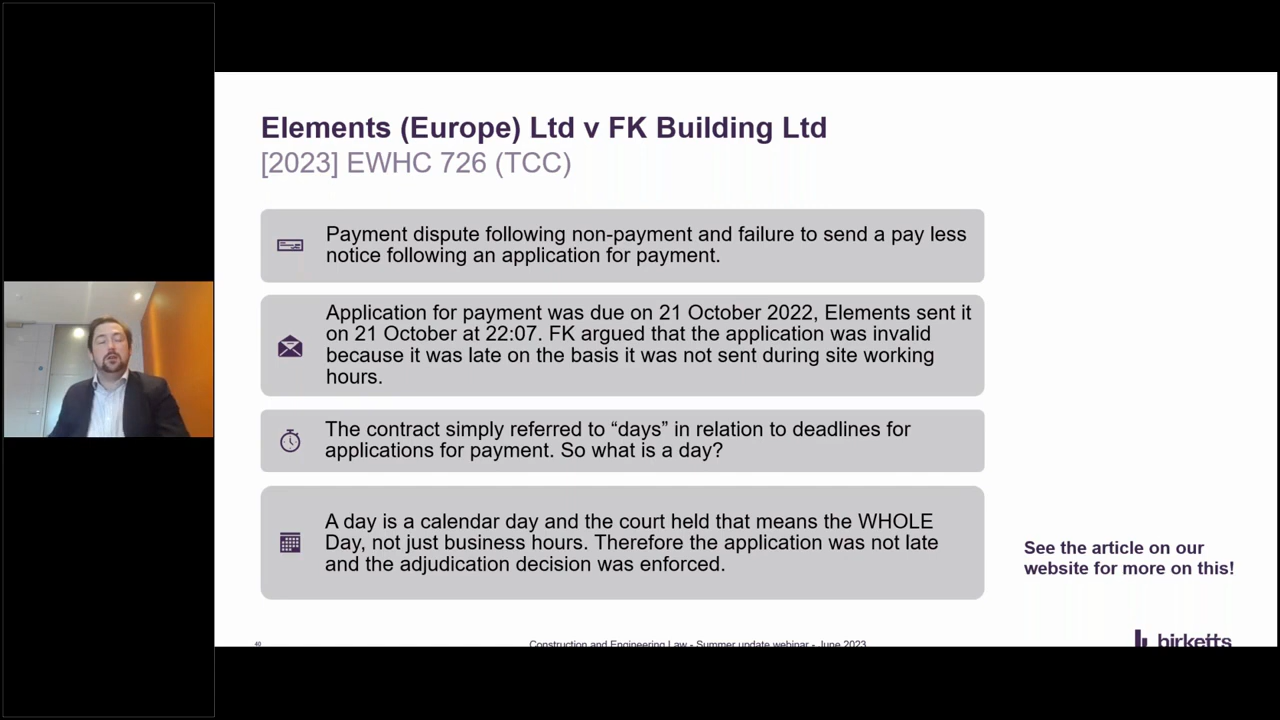 Elements (Europe) Ltd v FK Building Ltd
[2023] EWHC 726 (TCC)
Payment dispute following non-payment and failure to send a pay less
notice following an application for payment.
Application for payment was due on 21 October 2022, Elements sent it
on 21 October at 22:07. FK argued that the application was invalid
because it was late on the basis it was not sent during site working
hours.
The contract simply referred to “days” in relation to deadlines for
applications for payment. So what is a day?
A day is a calendar day and the court held that means the WHOLE
Day, not just business hours. Therefore the application was not late
and the adjudication decision was enforced.
See the article on our
website for more on this!
40
Construction and Engineering Law - Summer update webinar - June 2023
birketts